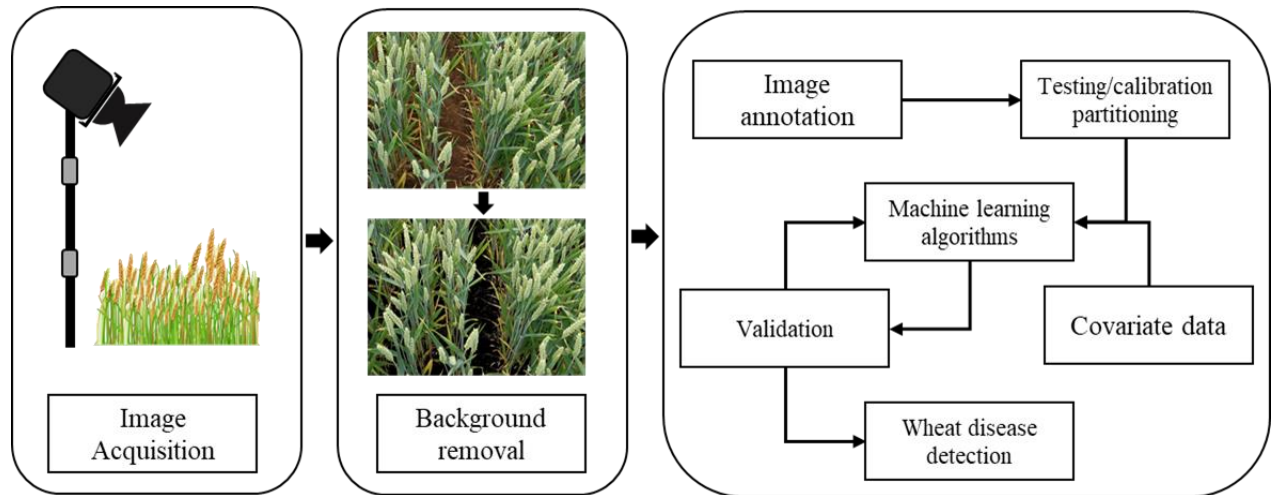 Image
Acquisition
Background
removal
Image
annotation
Testing/calibration
partitioning
Machine learning
algorithms
Validation
Covariate data
Wheat disease
detection